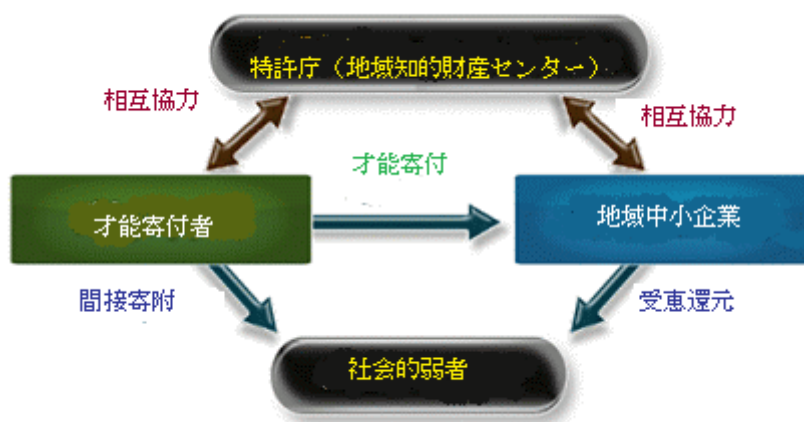 特許庁（地域知的財産センター）
相互協力
相互協力
才能寄付
才能寄付者
地域中小企業
間接寄附
受恵還元
社会的弱者